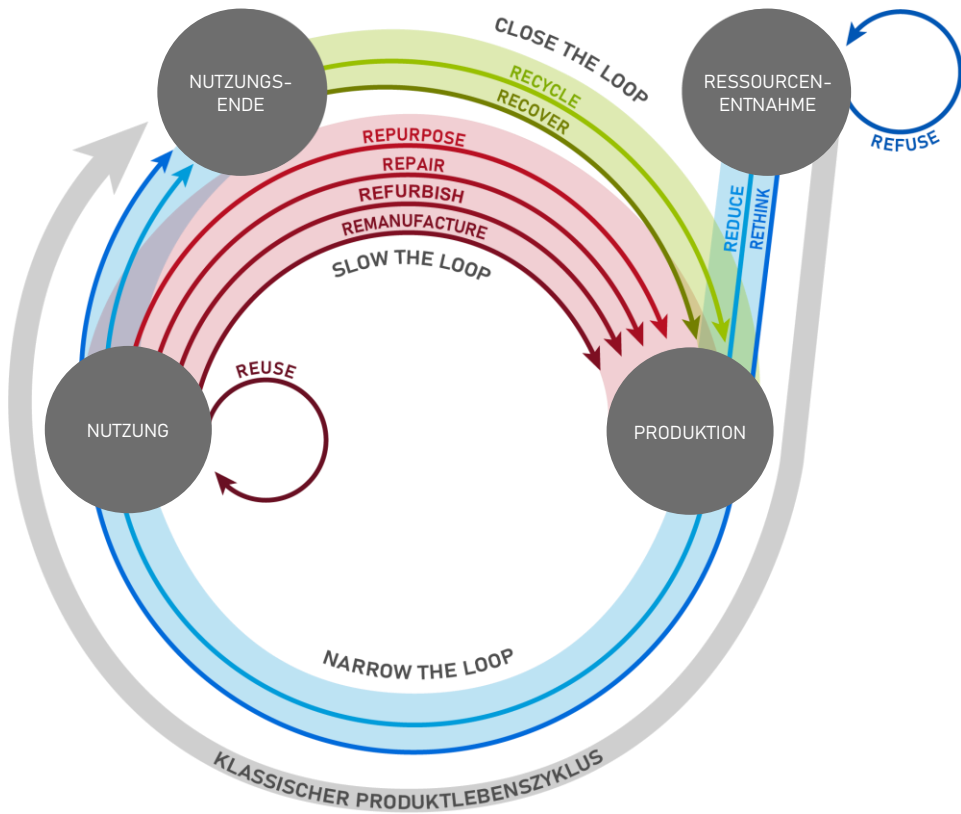 CLOSE THE LOOP
NUTZUNGS-
ENDE
RESSOURCEN-
ENTNAHME
RECYCLE
RECOVER
REFUSE
REPURPOSE
REPAIR
REFURBISH
REMANUFACTURE
SLOW THE LOOP
REDUCE
RETHINK
REUSE
NUTZUNG
PRODUKTION
NARROW THE LOOP
KLASSISCHER PRODUKTLEBENSZYKLUS